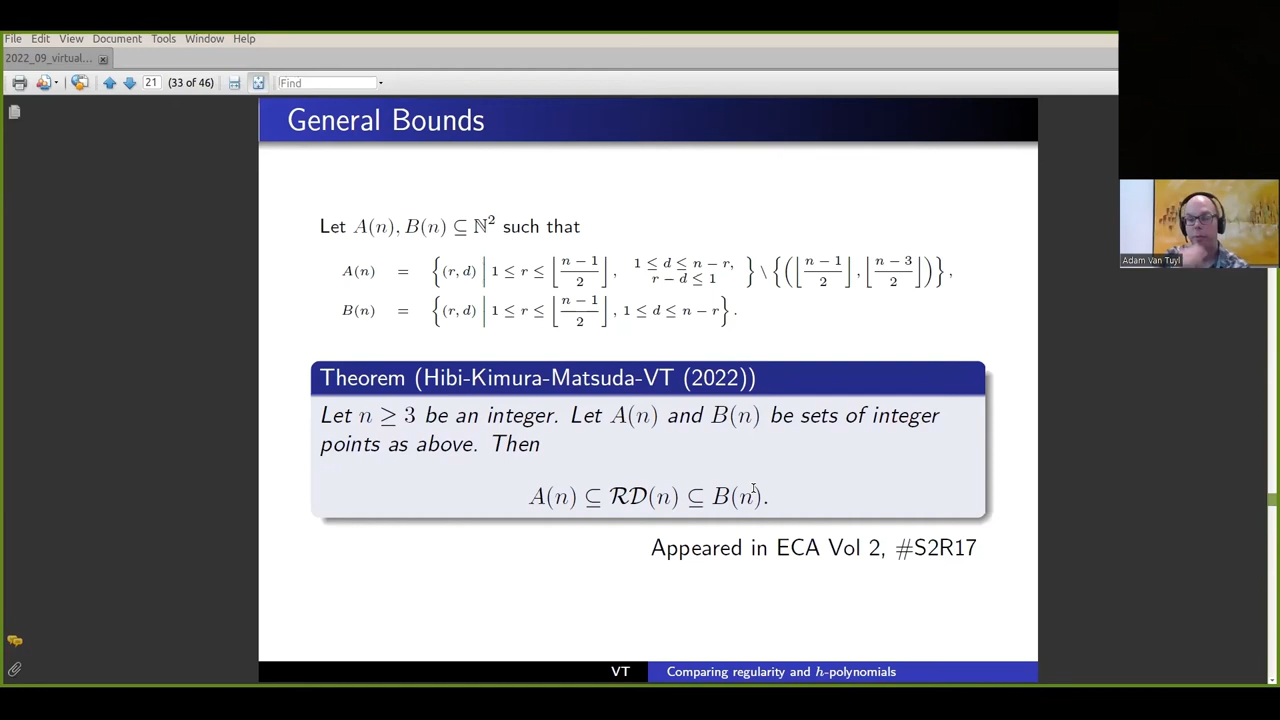 File Edit View Document Tools Window Help
2022_09_virtual...
21 (33 of 46) Find
General Bounds
Let A(n), B(n) ⊆ ℕ² such that
A(n) = { (r, d) | 1 ≤ r ≤ ⌊(n − 1)/2⌋, 1 ≤ d ≤ n − r, r − d ≤ 1 } \ { (⌊(n − 1)/2⌋, ⌊(n − 3)/2⌋) },
B(n) = { (r, d) | 1 ≤ r ≤ ⌊(n − 1)/2⌋, 1 ≤ d ≤ n − r }.
Theorem (Hibi-Kimura-Matsuda-VT (2022))
Let n ≥ 3 be an integer. Let A(n) and B(n) be sets of integer
points as above. Then
A(n) ⊆ ℛ𝒟(n) ⊆ B(n).
Appeared in ECA Vol 2, #S2R17
VT Comparing regularity and h-polynomials
Adam Van Tuyl